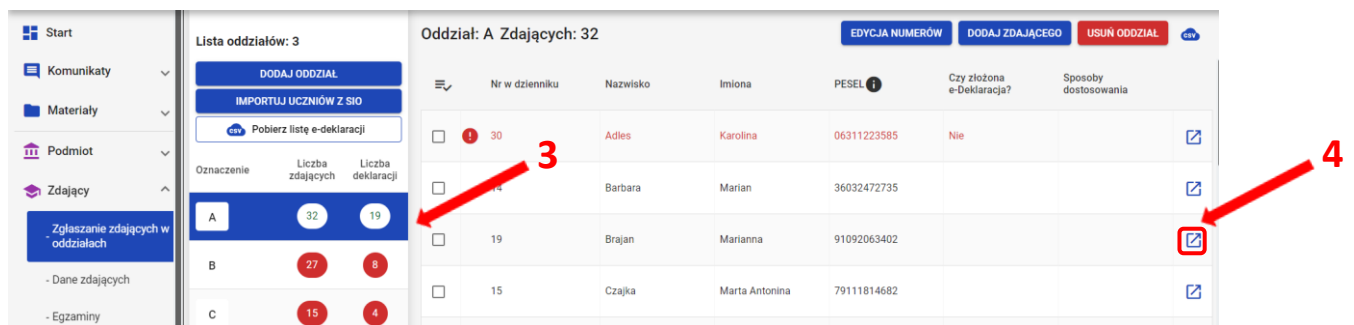 Start
Komunikaty
Materiały
Podmiot
Zdający
- Zgłaszanie zdających w oddziałach
- Dane zdających
- Egzaminy
Lista oddziałów: 3
DODAJ ODDZIAŁ
IMPORTUJ UCZNIÓW Z SIO
csv Pobierz listę e-deklaracji
Oznaczenie Liczba zdających Liczba deklaracji
A 32 19
B 27 8
C 15 4
3
Oddział: A Zdających: 32
EDYCJA NUMERÓW DODAJ ZDAJĄCEGO USUŃ ODDZIAŁ csv
Nr w dzienniku Nazwisko Imiona PESEL Czy złożona e-Deklaracja? Sposoby dostosowania
30 Adles Karolina 06311223585 Nie
14 Barbara Marian 36032472735
19 Brajan Marianna 91092063402
15 Czajka Marta Antonina 79111814682
4